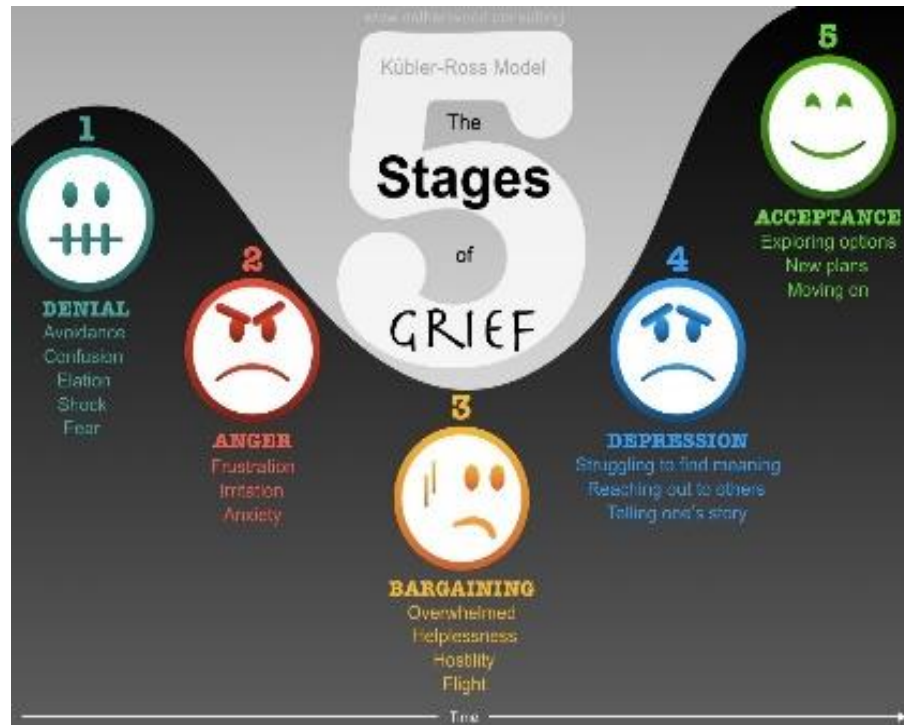 Kübler-Ross Model
The
5
Stages
of
GRIEF
1
DENIAL
Avoidance
Confusion
Elation
Shock
Fear
2
ANGER
Frustration
Irritation
Anxiety
3
BARGAINING
Overwhelmed
Helplessness
Hostility
Flight
4
DEPRESSION
Struggling to find meaning
Reaching out to others
Telling one's story
5
ACCEPTANCE
Exploring options
New plans
Moving on
Time